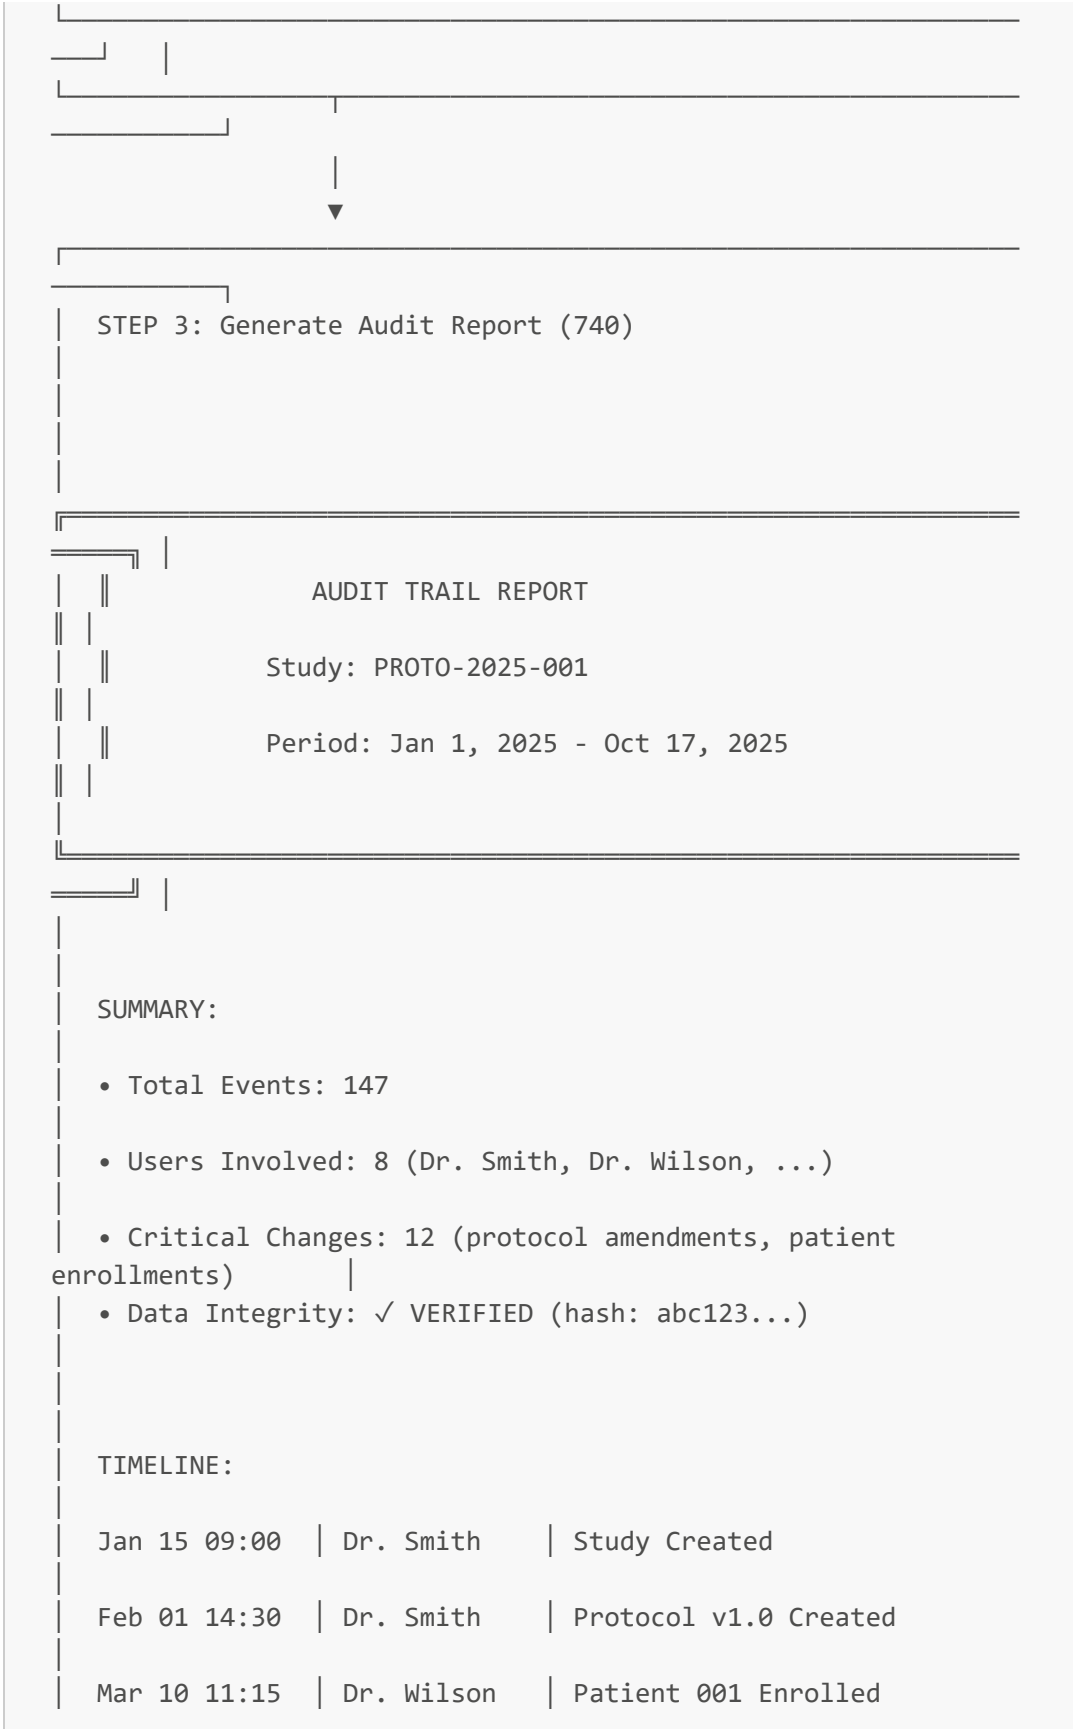 STEP 3: Generate Audit Report (740)
AUDIT TRAIL REPORT
Study: PROTO-2025-001
Period: Jan 1, 2025 - Oct 17, 2025
SUMMARY:
• Total Events: 147
• Users Involved: 8 (Dr. Smith, Dr. Wilson, ...)
• Critical Changes: 12 (protocol amendments, patient
enrollments)
• Data Integrity: ✓ VERIFIED (hash: abc123...)
TIMELINE:
Jan 15 09:00 │ Dr. Smith │ Study Created
Feb 01 14:30 │ Dr. Smith │ Protocol v1.0 Created
Mar 10 11:15 │ Dr. Wilson │ Patient 001 Enrolled